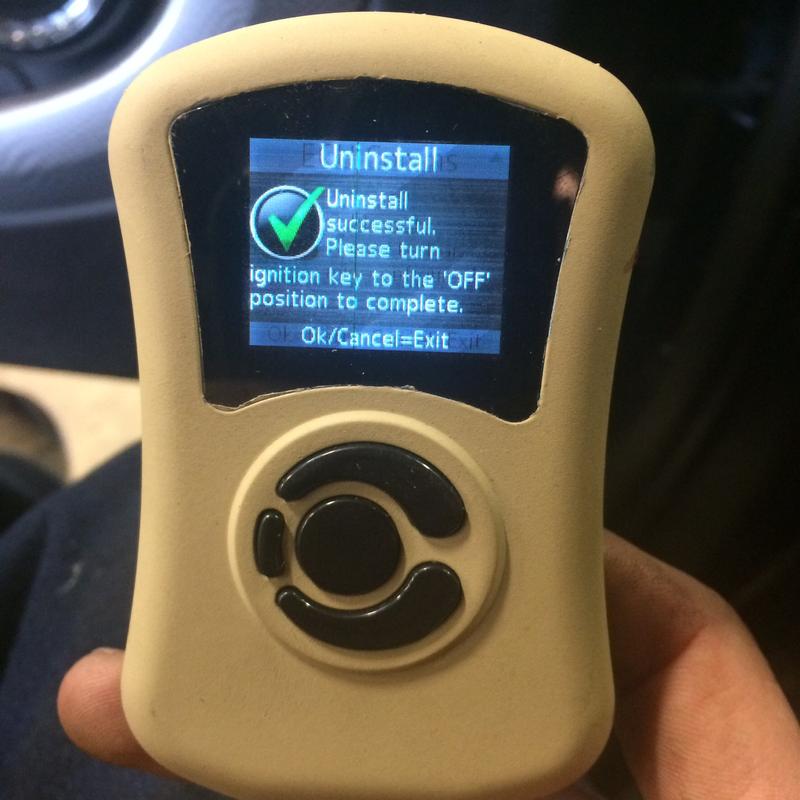 Uninstall
Uninstall
successful.
Please turn
ignition key to the 'OFF'
position to complete.
Ok/Cancel=Exit